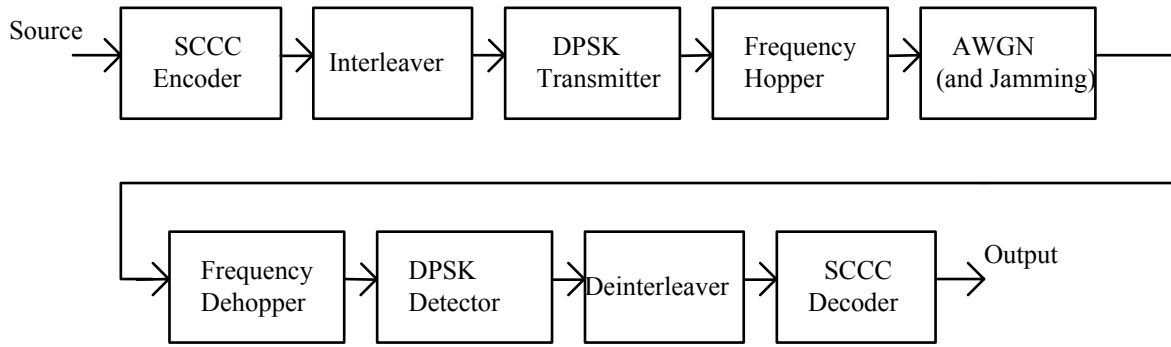 Source
SCCC
Encoder
Interleaver
DPSK
Transmitter
Frequency
Hopper
AWGN
(and Jamming)
Frequency
Dehopper
DPSK
Detector
Deinterleaver
SCCC
Decoder
Output